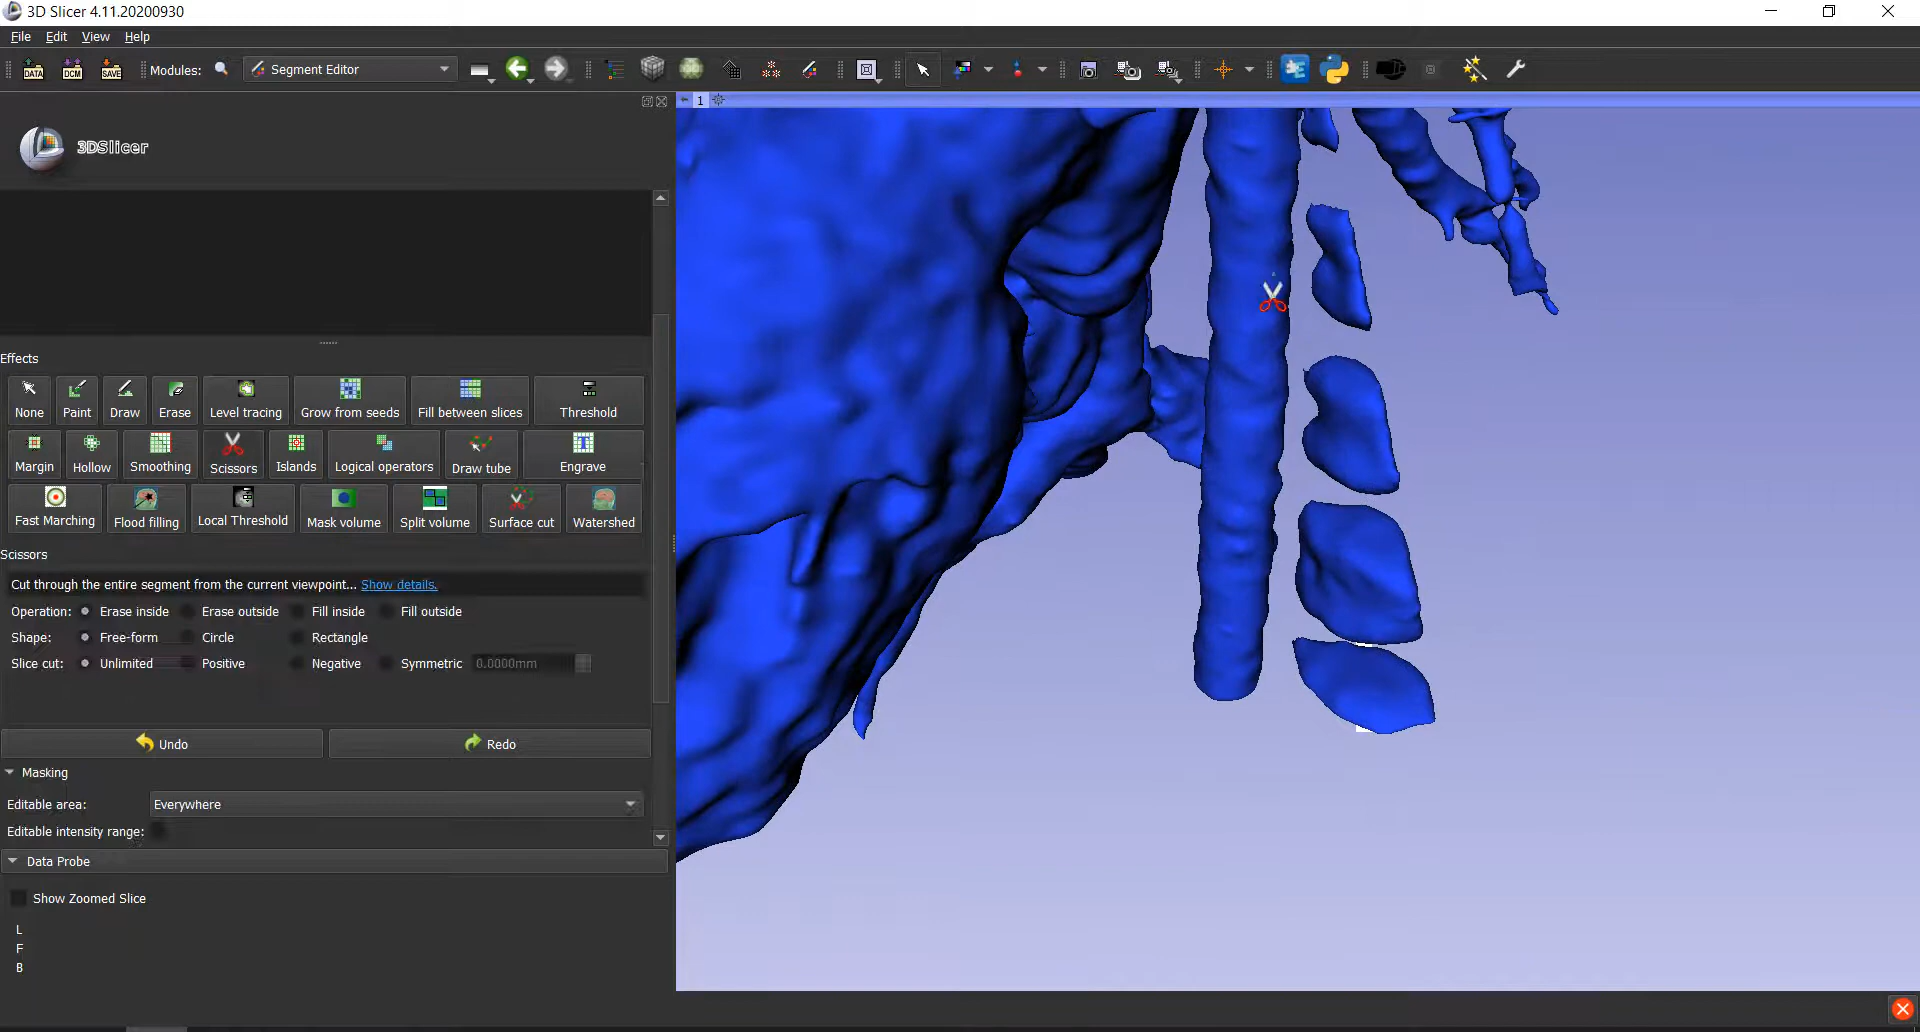 3D Slicer 4.11.20200930
File Edit View Help
DATA DCM SAVE Modules: Segment Editor
1
3DSlicer
Effects
None Paint Draw Erase Level tracing Grow from seeds Fill between slices Threshold
Margin Hollow Smoothing Scissors Islands Logical operators Draw tube Engrave
Fast Marching Flood filling Local Threshold Mask volume Split volume Surface cut Watershed
Scissors
Cut through the entire segment from the current viewpoint... Show details.
Operation: Erase inside Erase outside Fill inside Fill outside
Shape: Free-form Circle Rectangle
Slice cut: Unlimited Positive Negative Symmetric 0.0000mm
Undo Redo
Masking
Editable area: Everywhere
Editable intensity range:
Data Probe
Show Zoomed Slice
L
F
B